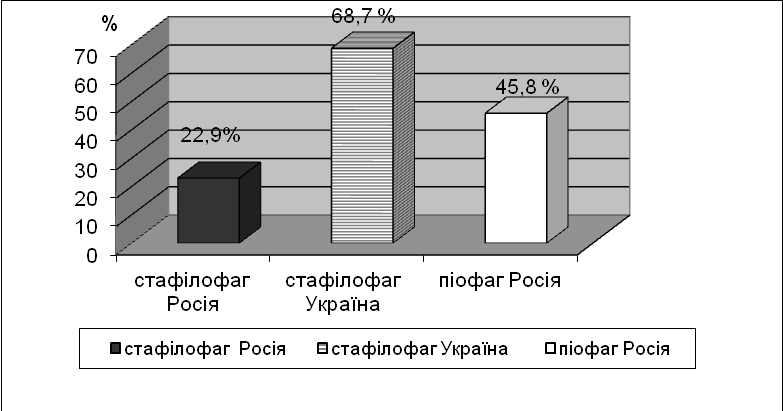 %
68,7 %
70
60
50
40
30
20
10
0
45,8 %
22,9%
стафілофаг
Росія
стафілофаг
Україна
піофаг Росія
стафілофаг Росія
стафілофаг Україна
піофаг Росія